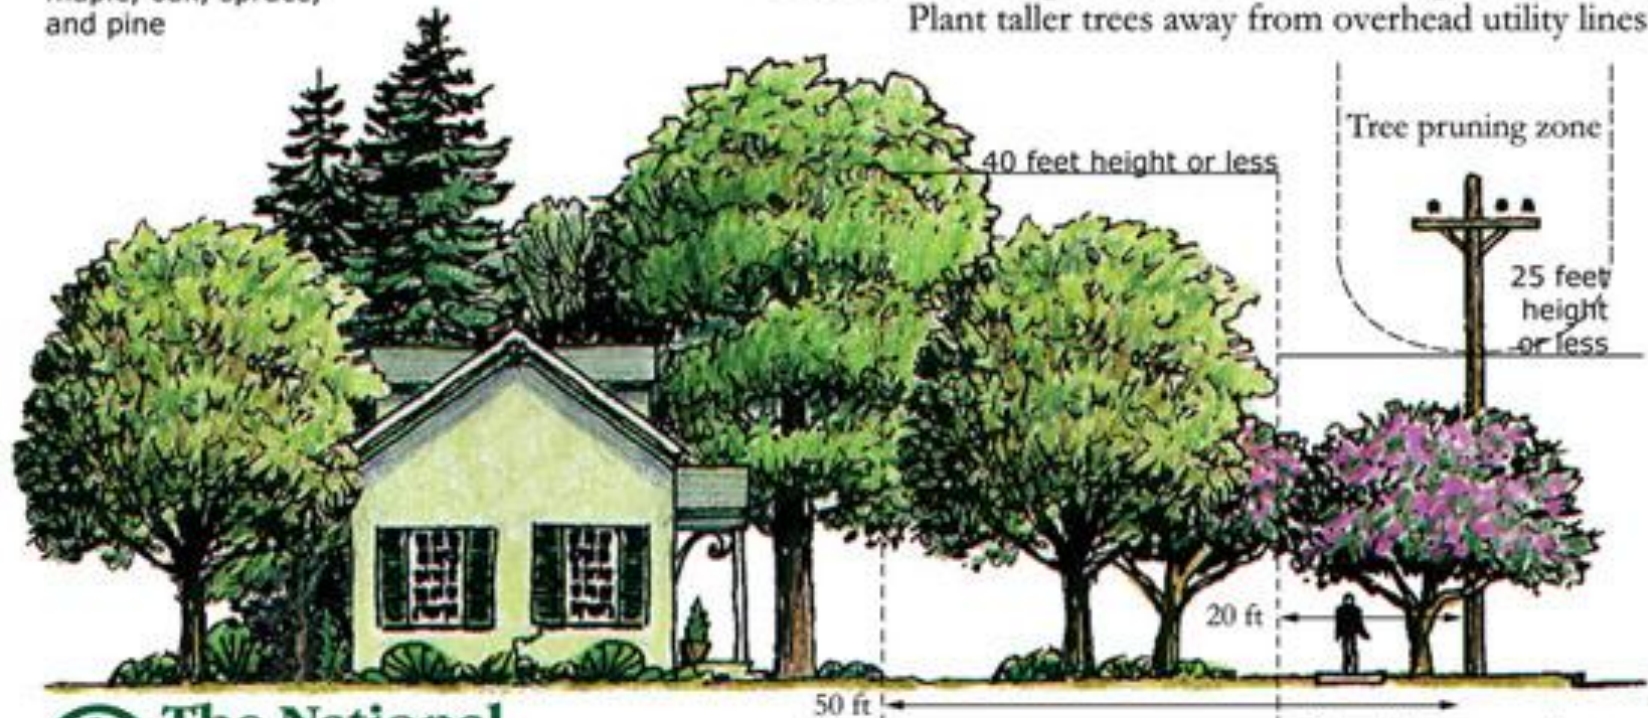 and pine
Plant taller trees away from overhead utility lines
Tree pruning zone
40 feet height or less
25 feet
height
or less
20 ft
50 ft
The National